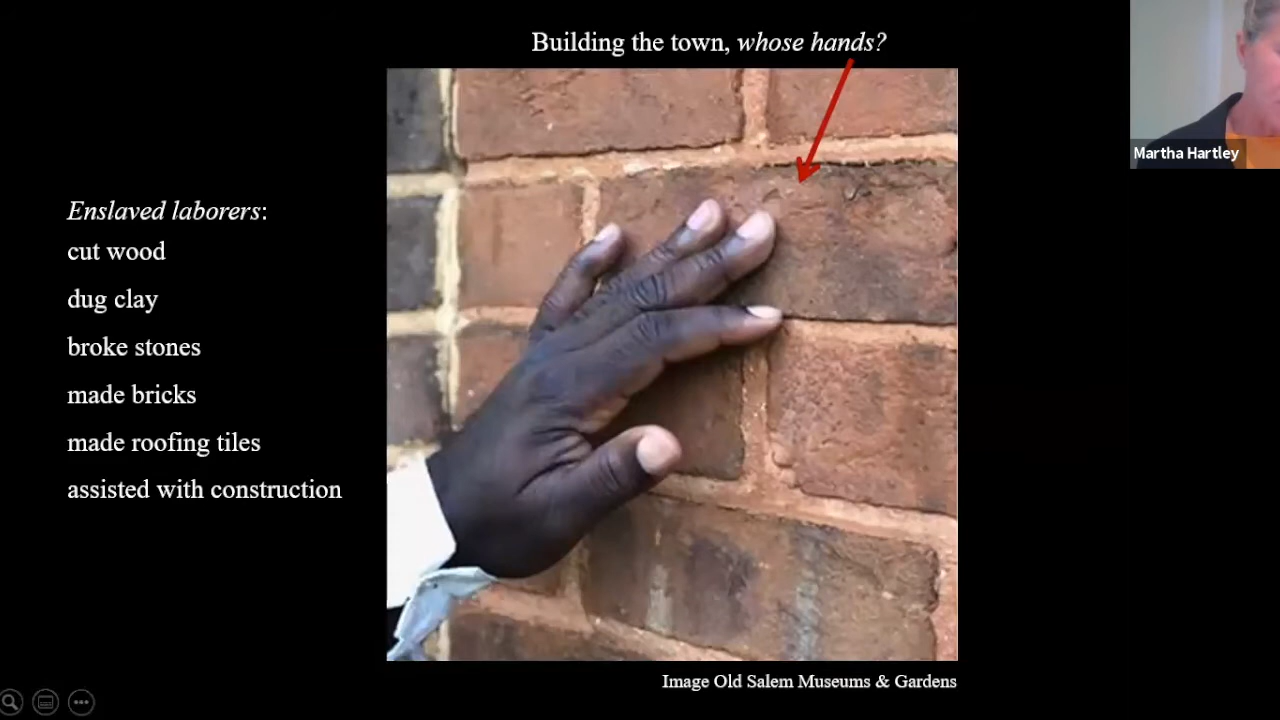 Building the town, whose hands?
Martha Hartley
Enslaved laborers:
cut wood
dug clay
broke stones
made bricks
made roofing tiles
assisted with construction
Image Old Salem Museums & Gardens